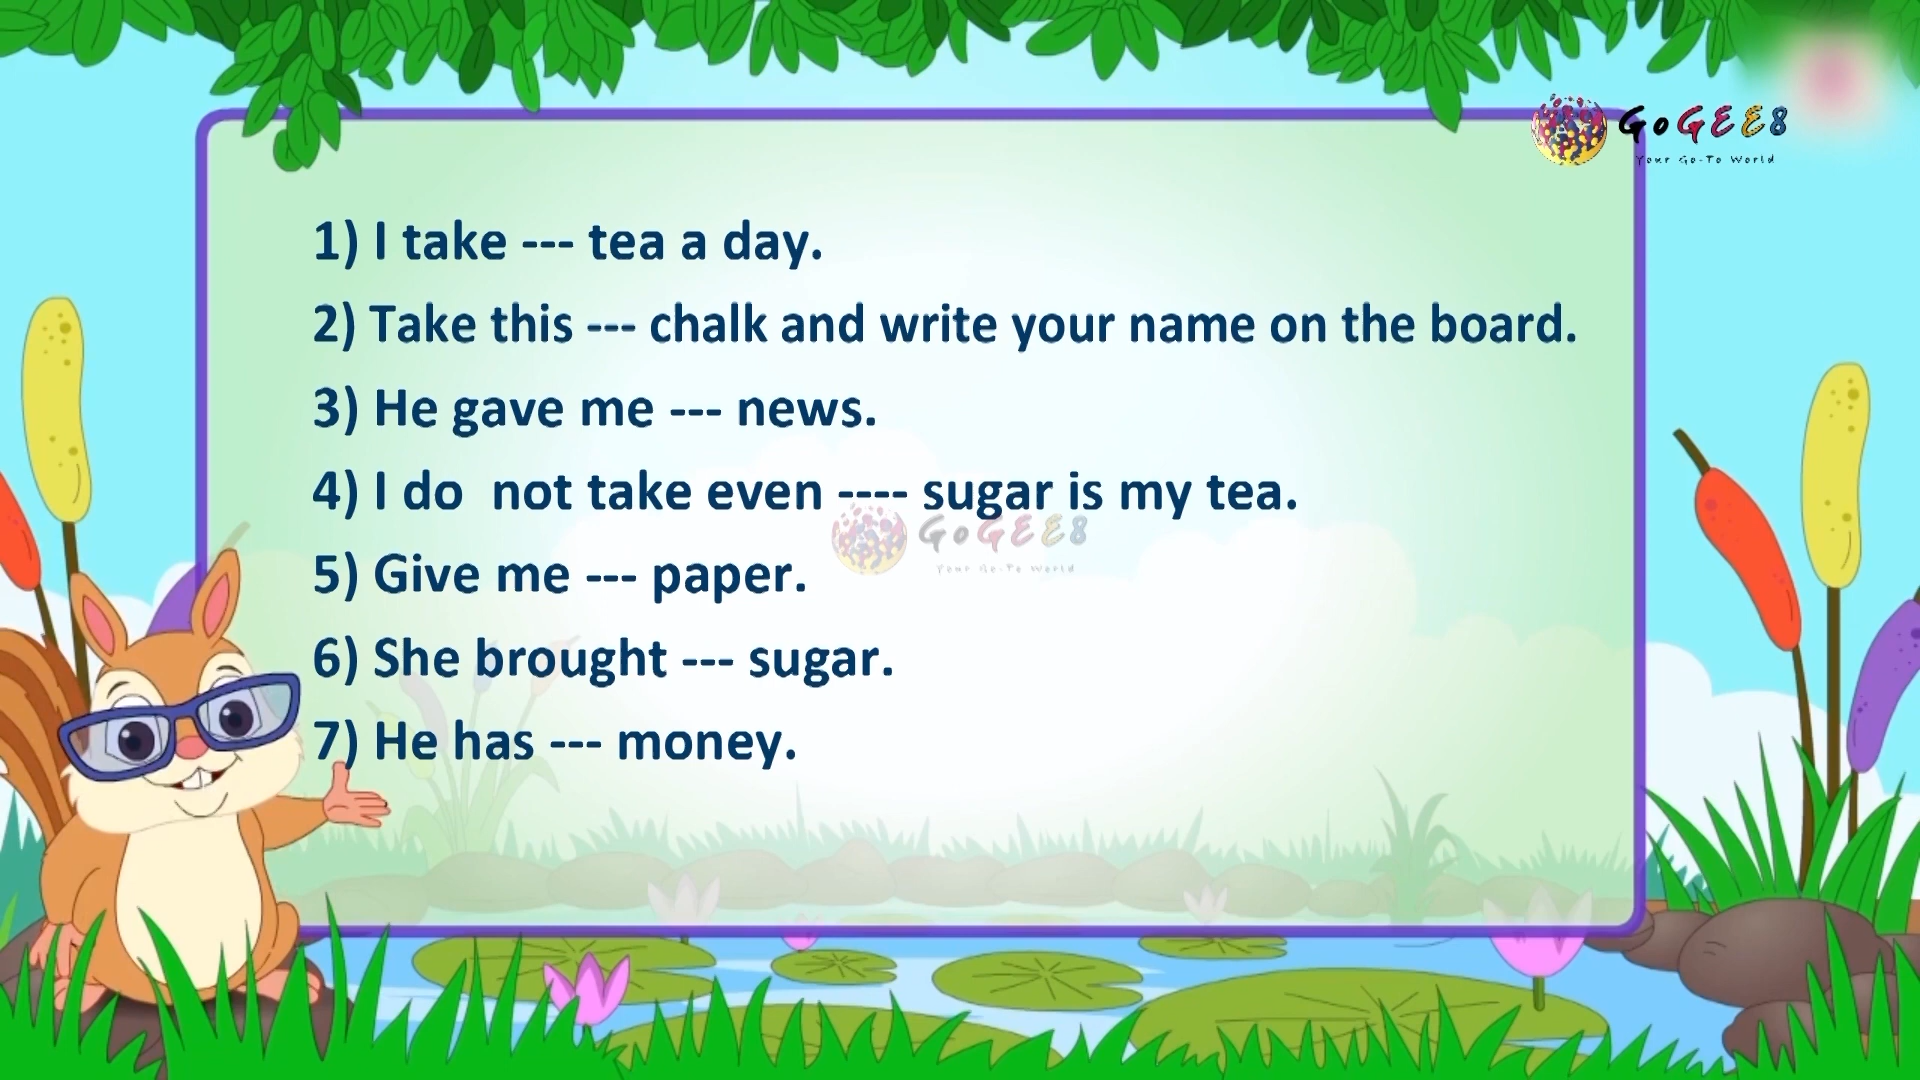 GoGEE8
Your Go-To World
1) I take --- tea a day.
2) Take this --- chalk and write your name on the board.
3) He gave me --- news.
4) I do  not take even ---- sugar is my tea.
GoGEE8
Your Go-To World
5) Give me --- paper.
6) She brought --- sugar.
7) He has --- money.